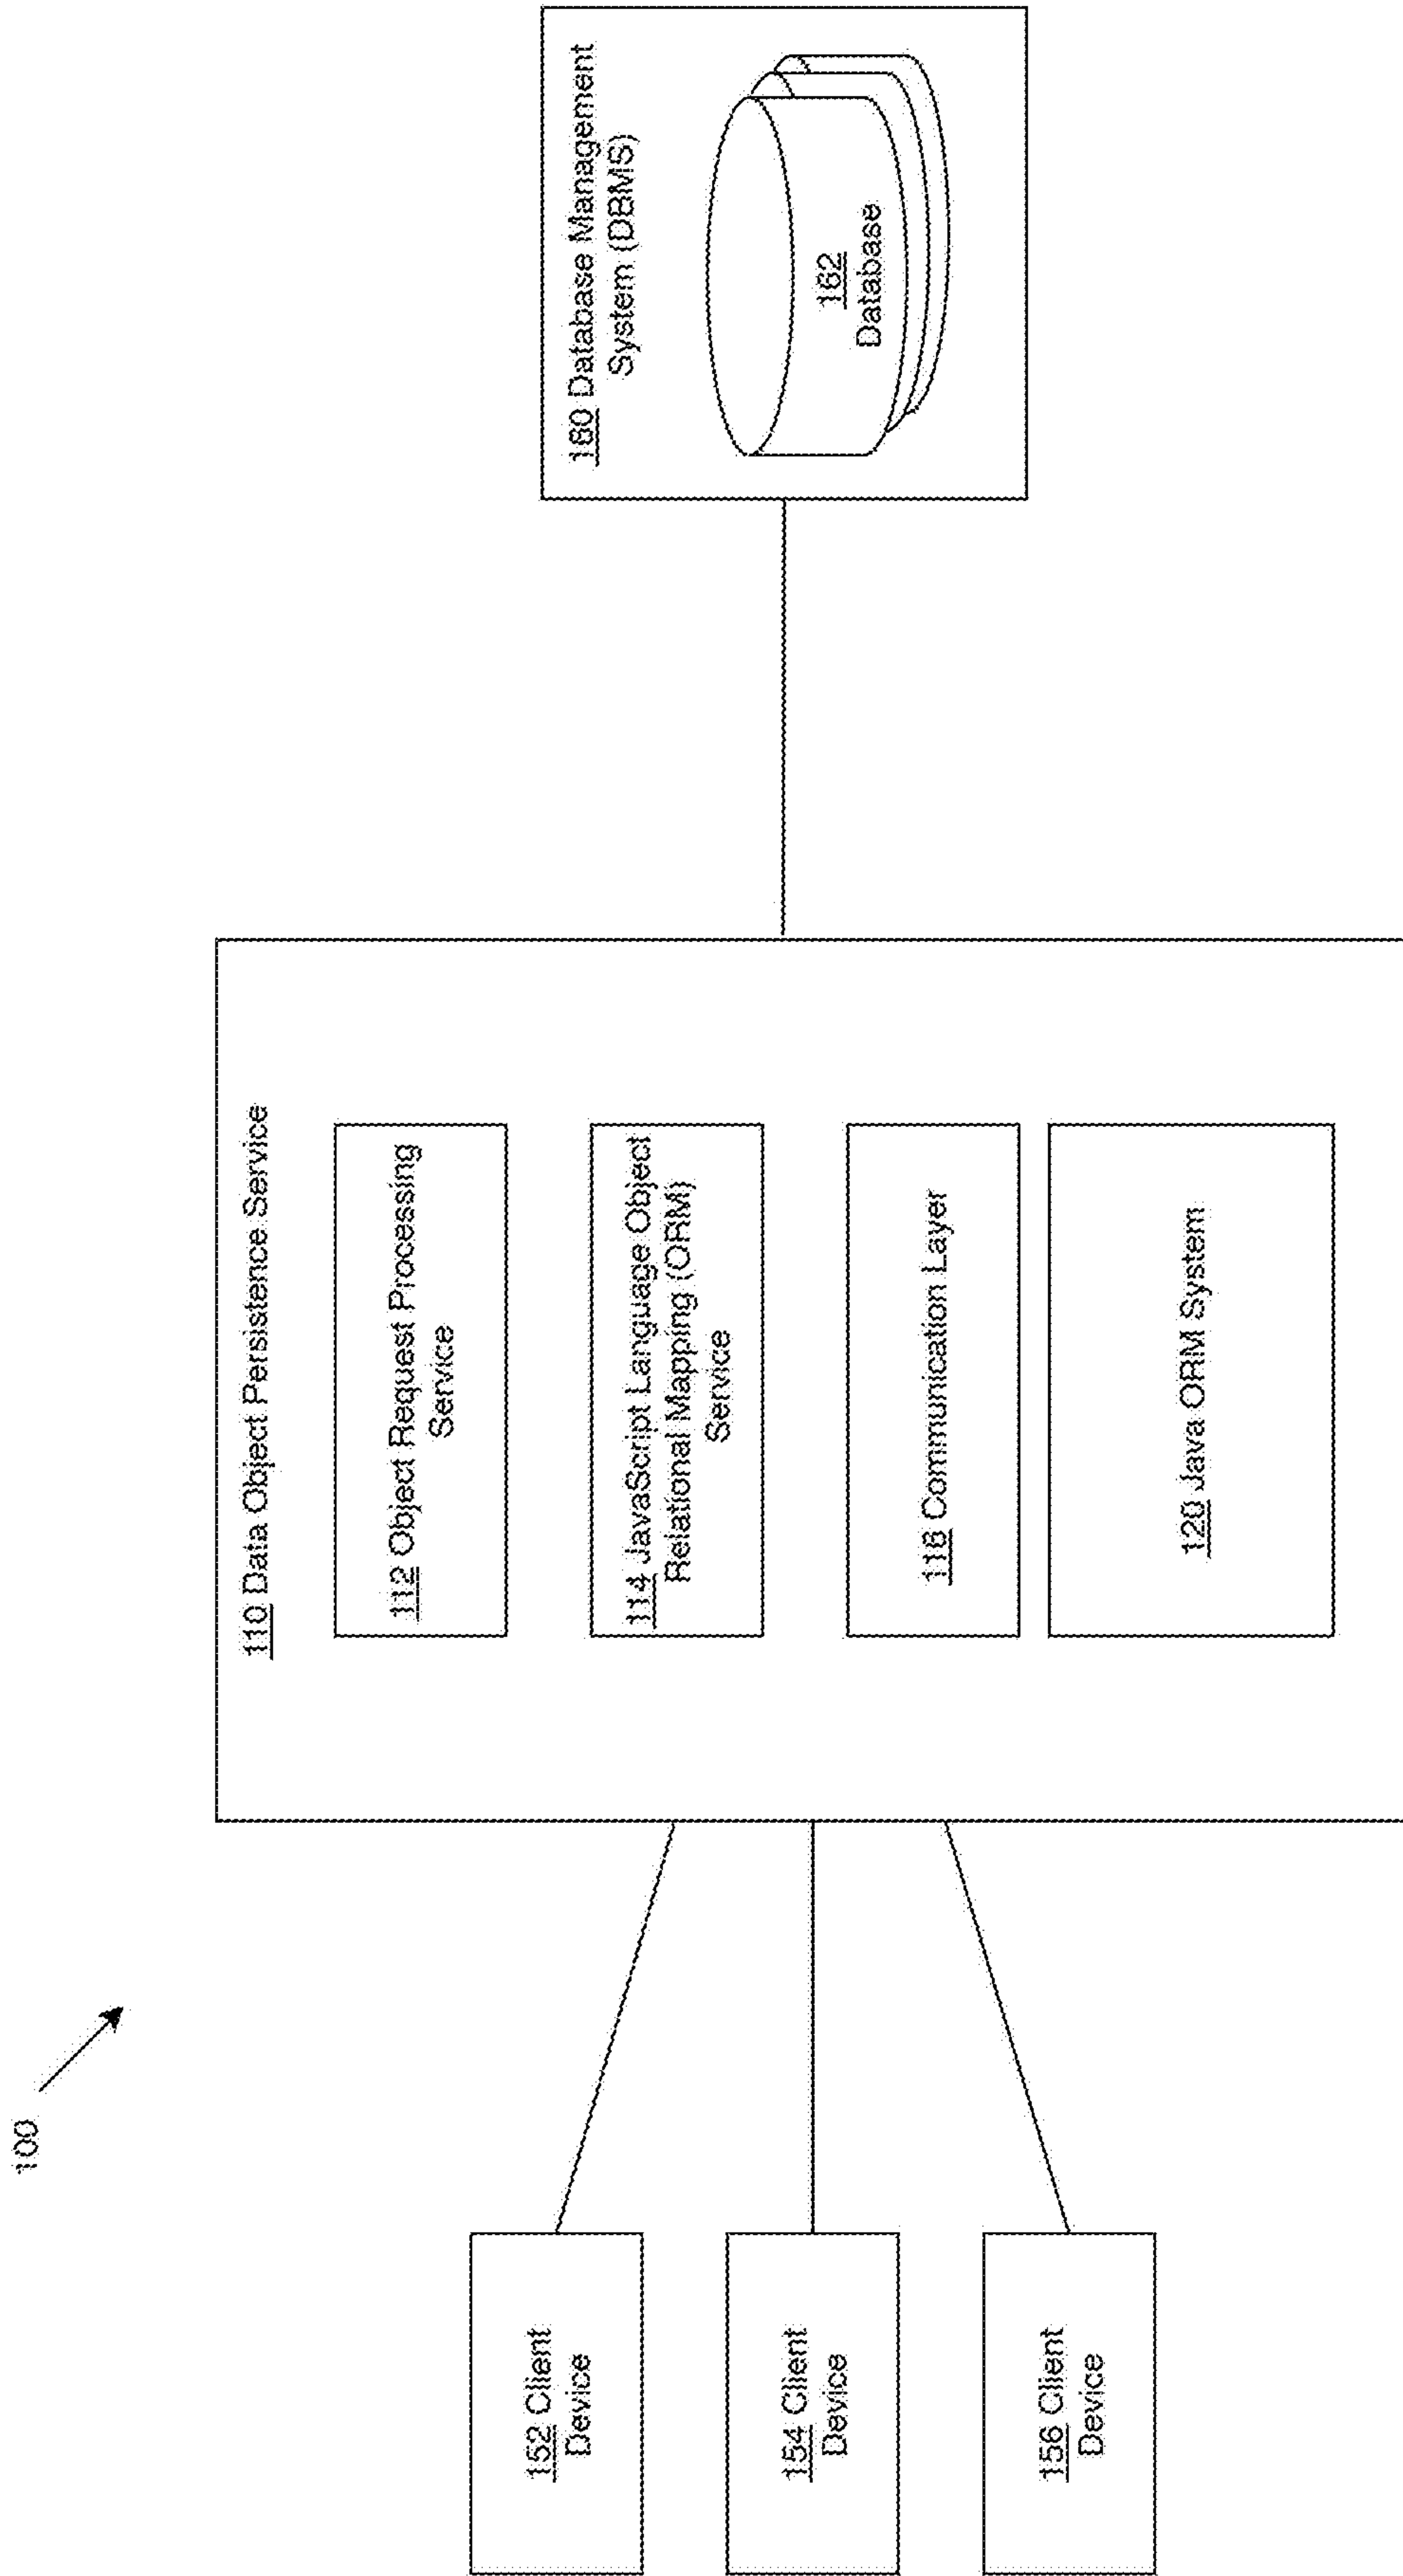 100
152 Client
Device
154 Client
Device
156 Client
Device
110 Data Object Persistence Service
112 Object Request Processing
Service
114 JavaScript Language Object
Relational Mapping (ORM)
Service
116 Communication Layer
120 Java ORM System
160 Database Management
System (DBMS)
162
Database